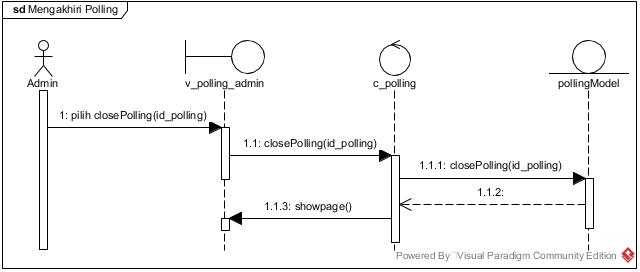 sd Mengakhiri Polling
Admin
v_polling_admin
c_polling
pollingModel
1: pilih closePolling(id_polling)
1.1: closePolling(id_polling)
1.1.1: closePolling(id_polling)
1.1.2:
1.1.3: showpage()
Powered By Visual Paradigm Community Edition